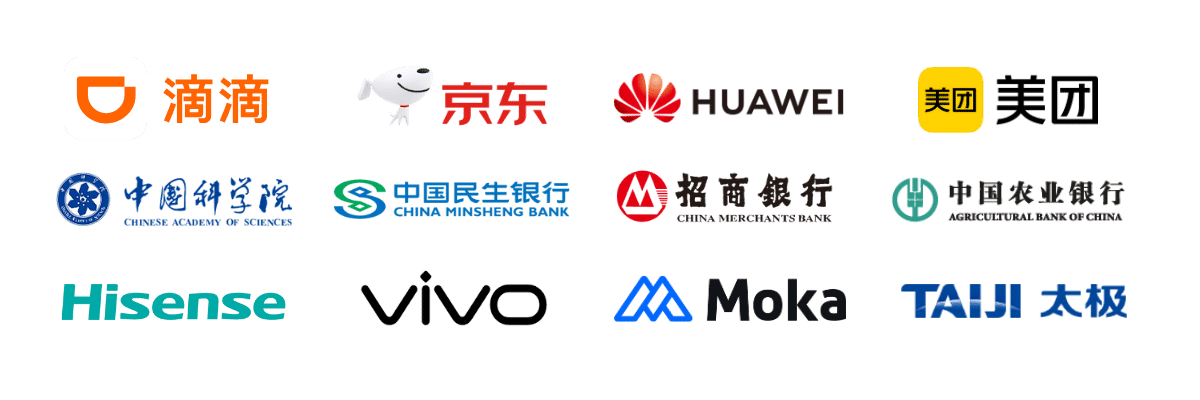 滴滴
京东
HUAWEI
美团
美团
中国科学院
CHINESE ACADEMY OF SCIENCES
中国民生银行
CHINA MINSHENG BANK
招商銀行
CHINA MERCHANTS BANK
中国农业银行
AGRICULTURAL BANK OF CHINA
Hisense
vivo
Moka
TAIJI 太极